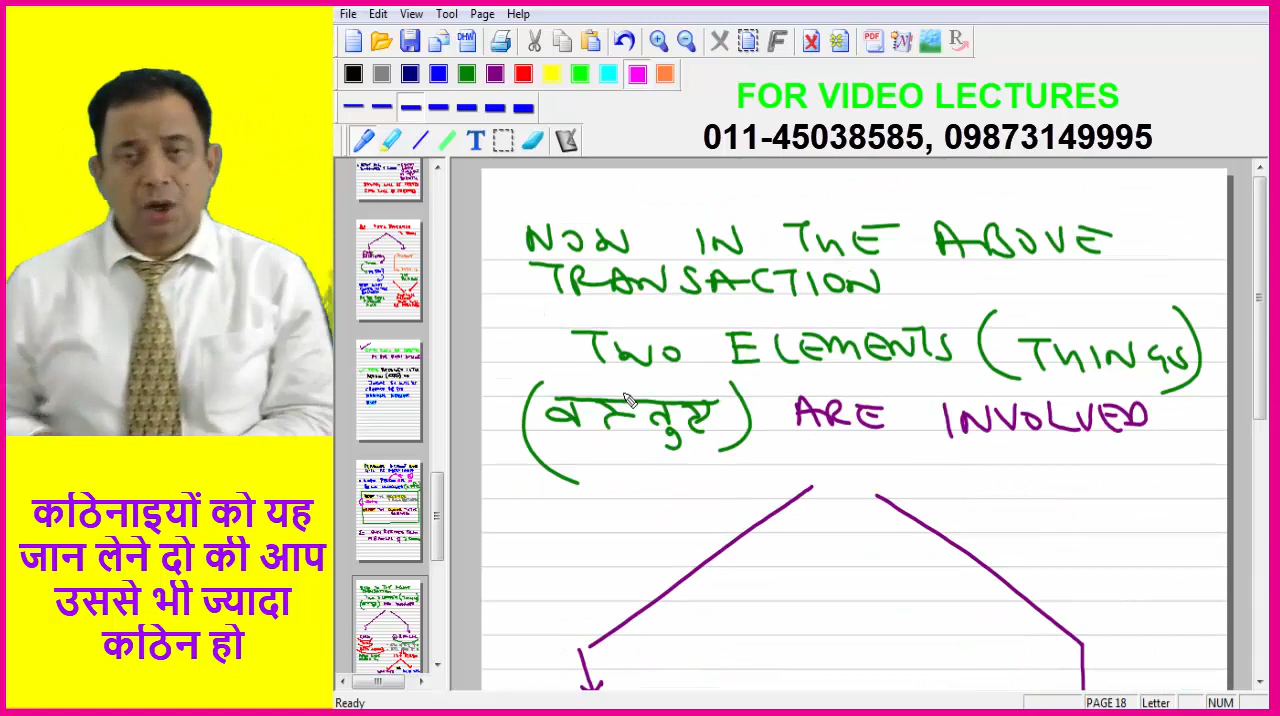 File Edit View Tool Page Help
FOR VIDEO LECTURES
011-45038585, 09873149995
NOW IN THE ABOVE
TRANSACTION
TWO ELEMENTS (THINGS)
(वस्तुए) ARE INVOLVED
कठिनाइयों को यह
जान लेने दो की आप
उससे भी ज्यादा
कठिन हो
Ready
PAGE 18 Letter NUM